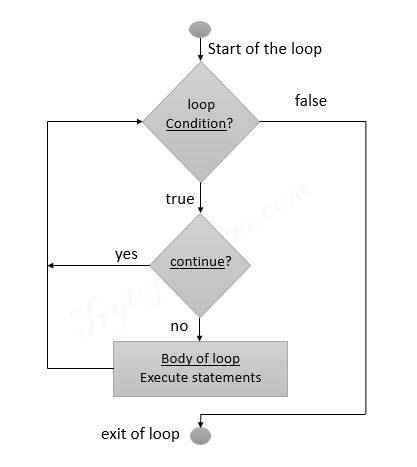 Start of the loop
loop
Condition?
false
true
continue?
yes
no
Body of loop
Execute statements
exit of loop